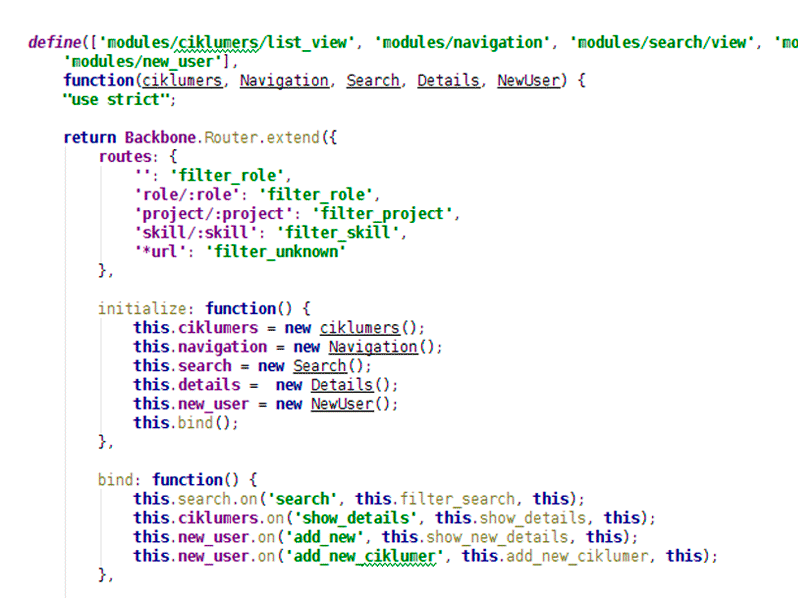 define(['modules/ciklumers/list_view', 'modules/navigation', 'modules/search/view', 'mo
'modules/new_user'],
function(ciklumers, Navigation, Search, Details, NewUser) {
"use strict";
return Backbone.Router.extend({
routes: {
'': 'filter_role',
'role/:role': 'filter_role',
'project/:project': 'filter_project',
'skill/:skill': 'filter_skill',
'*url': 'filter_unknown'
},
initialize: function() {
this.ciklumers = new ciklumers();
this.navigation = new Navigation();
this.search = new Search();
this.details =  new Details();
this.new_user = new NewUser();
this.bind();
},
bind: function() {
this.search.on('search', this.filter_search, this);
this.ciklumers.on('show_details', this.show_details, this);
this.new_user.on('add_new', this.show_new_details, this);
this.new_user.on('add_new_ciklumer', this.add_new_ciklumer, this);
},